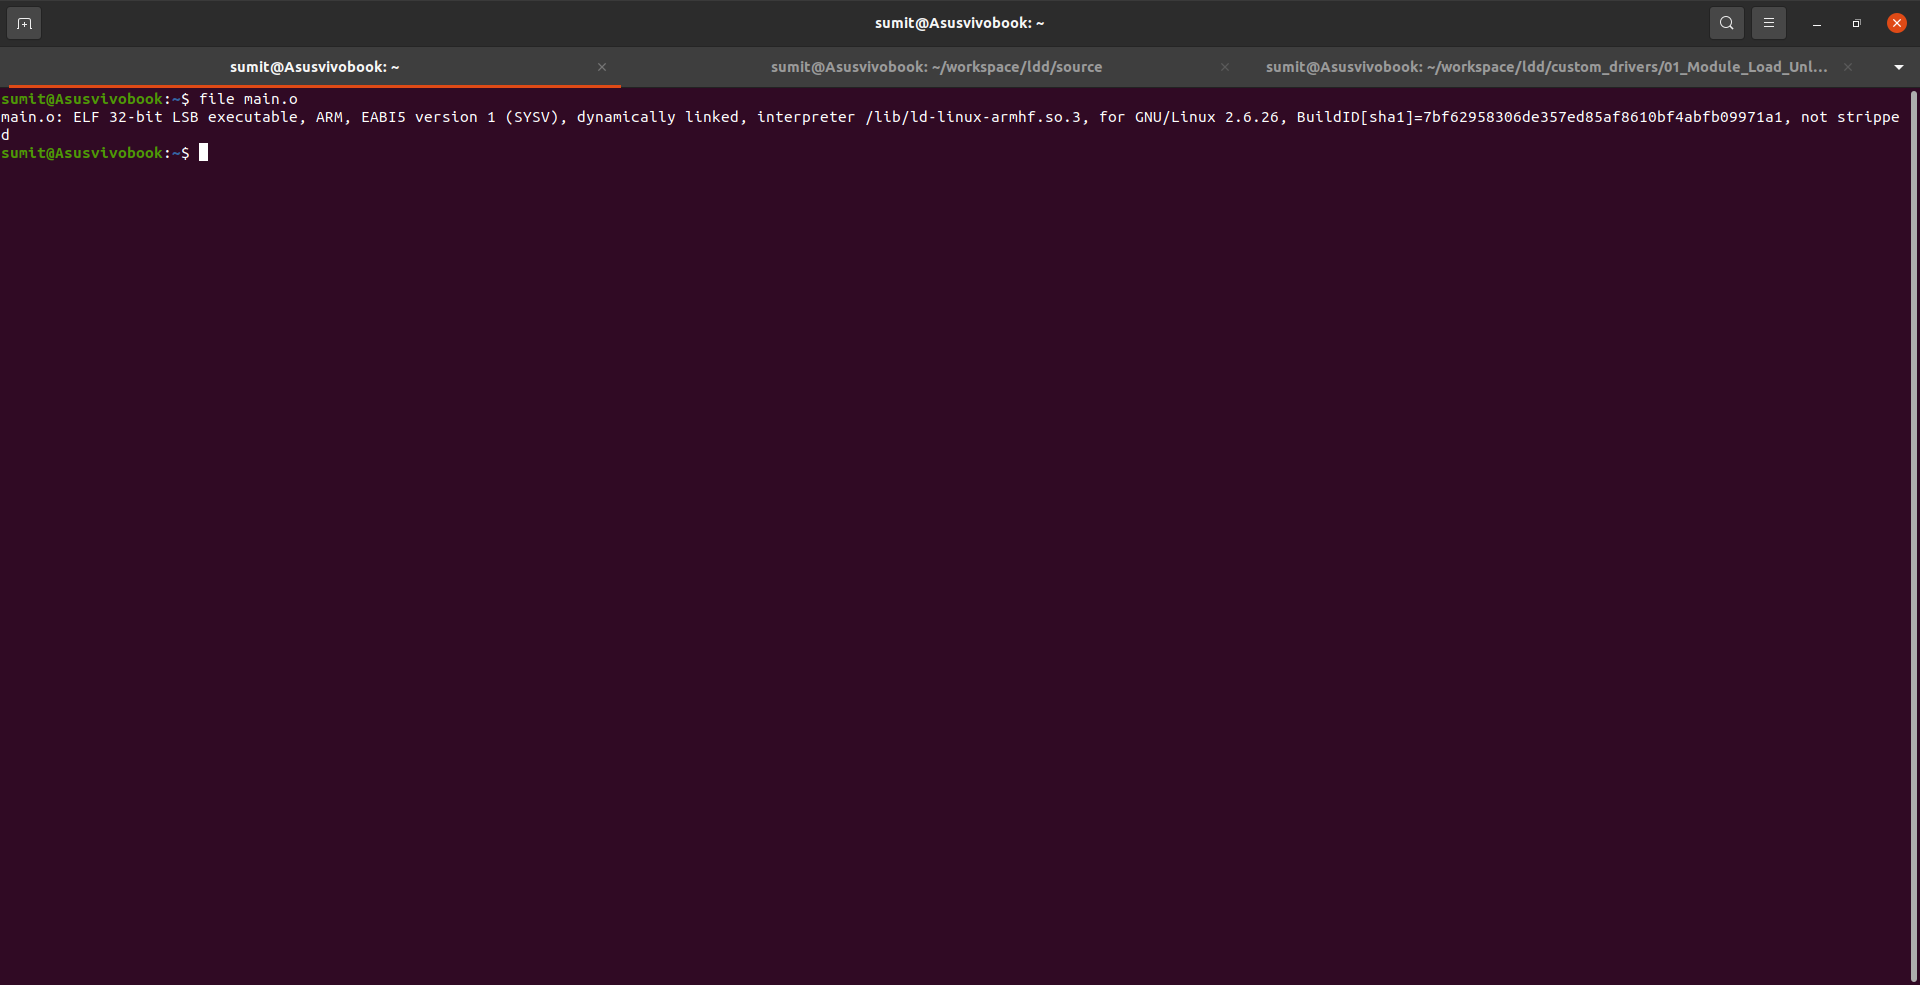 sumit@Asusvivobook: ~
sumit@Asusvivobook: ~
sumit@Asusvivobook: ~/workspace/ldd/source
sumit@Asusvivobook: ~/workspace/ldd/custom_drivers/01_Module_Load_Unl...
sumit@Asusvivobook:~$ file main.o
main.o: ELF 32-bit LSB executable, ARM, EABI5 version 1 (SYSV), dynamically linked, interpreter /lib/ld-linux-armhf.so.3, for GNU/Linux 2.6.26, BuildID[sha1]=7bf62958306de357ed85af8610bf4abfb09971a1, not strippe
d
sumit@Asusvivobook:~$